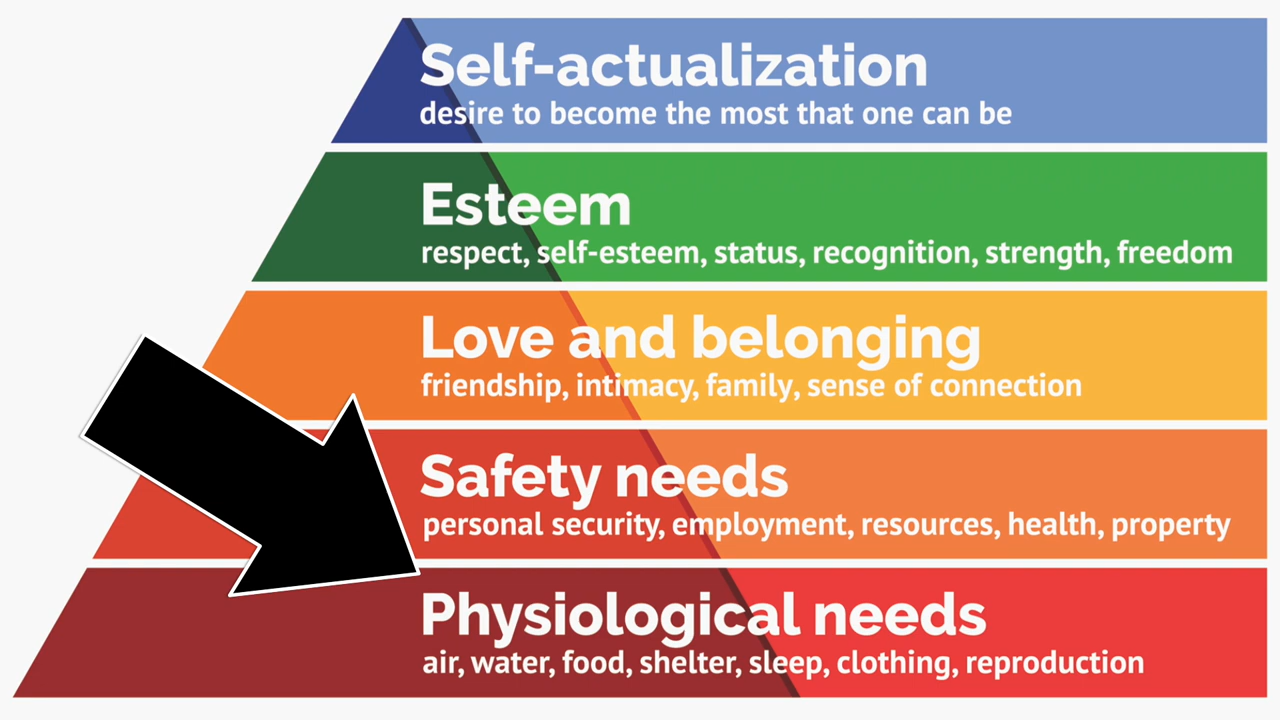 Self-actualization
desire to become the most that one can be
Esteem
respect, self-esteem, status, recognition, strength, freedom
Love and belonging
friendship, intimacy, family, sense of connection
Safety needs
personal security, employment, resources, health, property
Physiological needs
air, water, food, shelter, sleep, clothing, reproduction